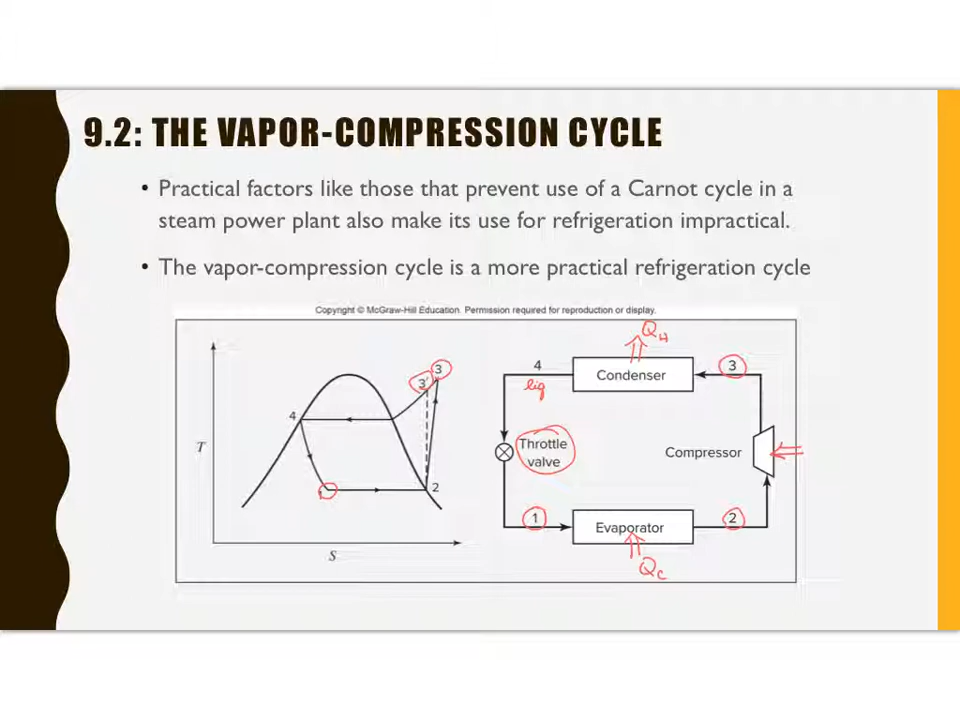 9.2: THE VAPOR-COMPRESSION CYCLE
• Practical factors like those that prevent use of a Carnot cycle in a
steam power plant also make its use for refrigeration impractical.
• The vapor-compression cycle is a more practical refrigeration cycle
Copyright © McGraw-Hill Education. Permission required for reproduction or display.
T
S
4
3'
3
2
QH
4
liq
Condenser
3
Throttle
valve
Compressor
1
Evaporator
2
Qc